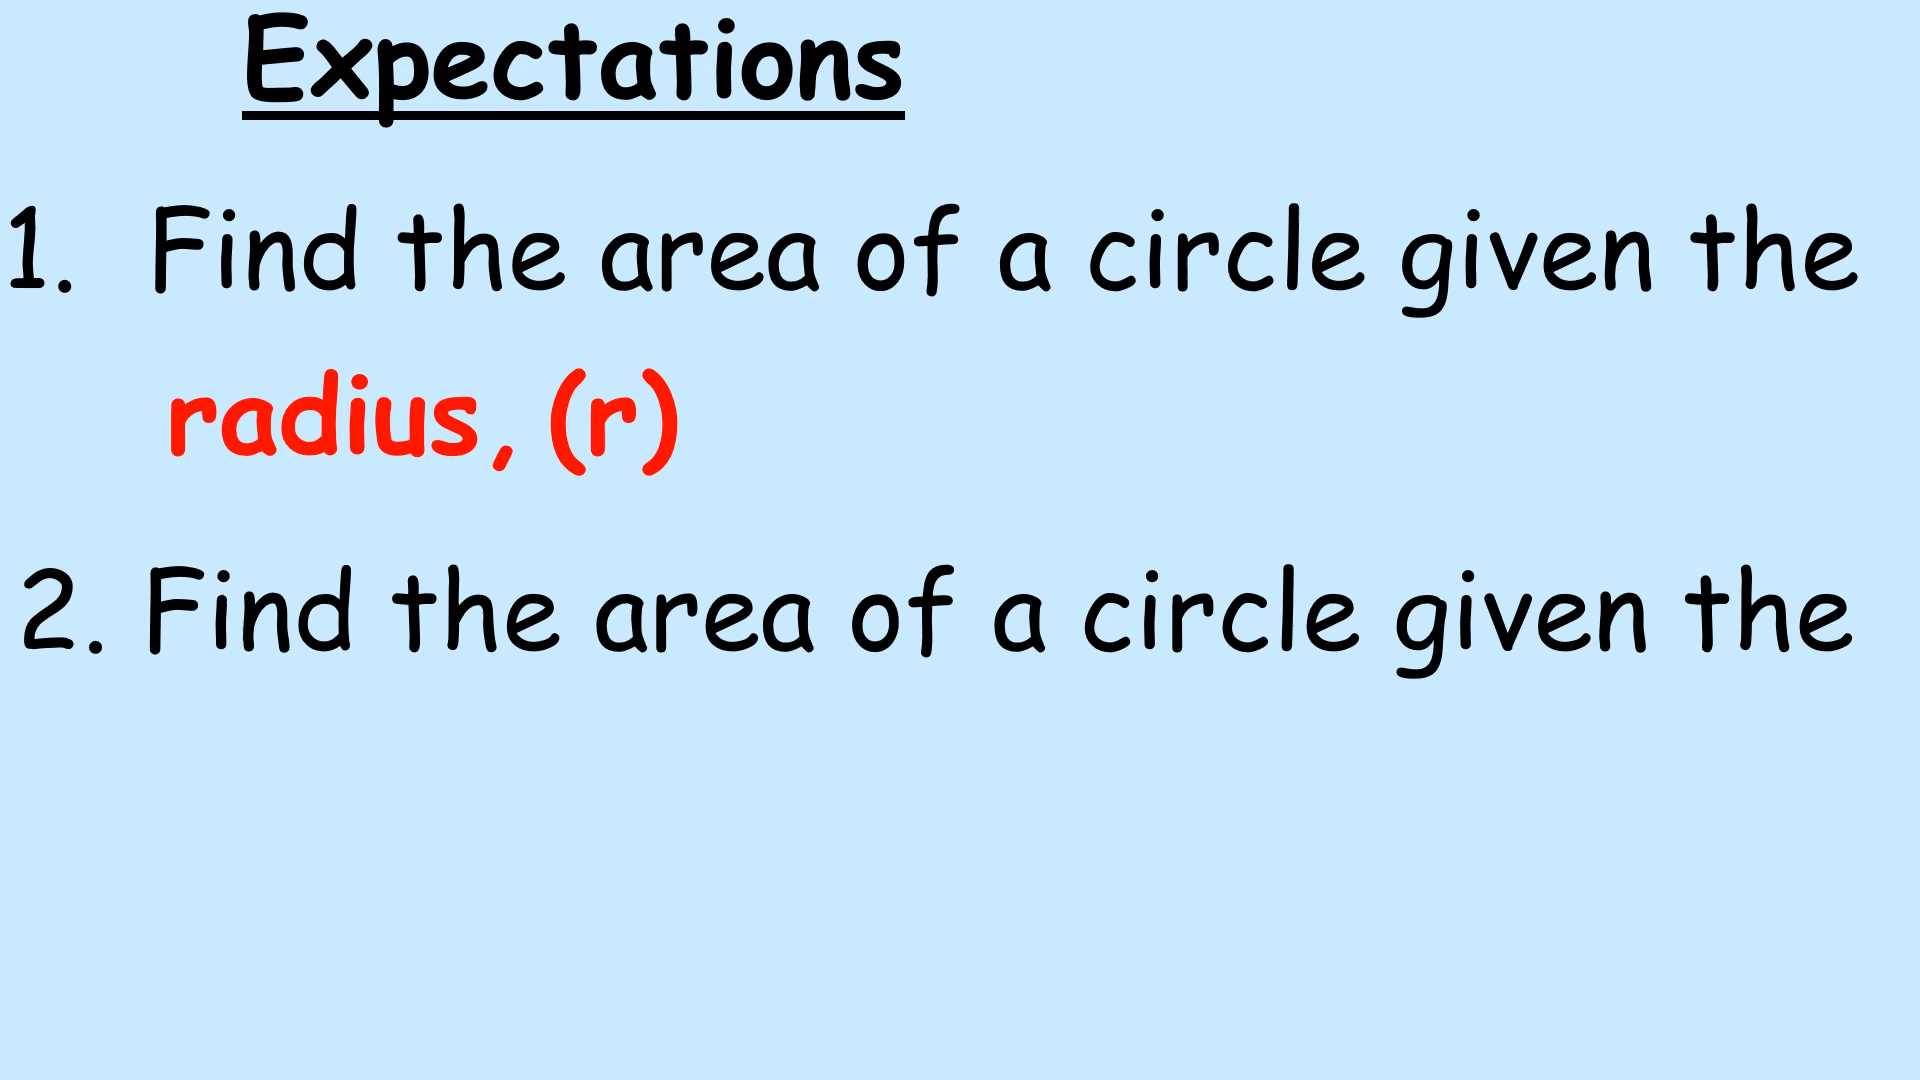 Expectations
1. Find the area of a circle given the
radius, (r)
2. Find the area of a circle given the